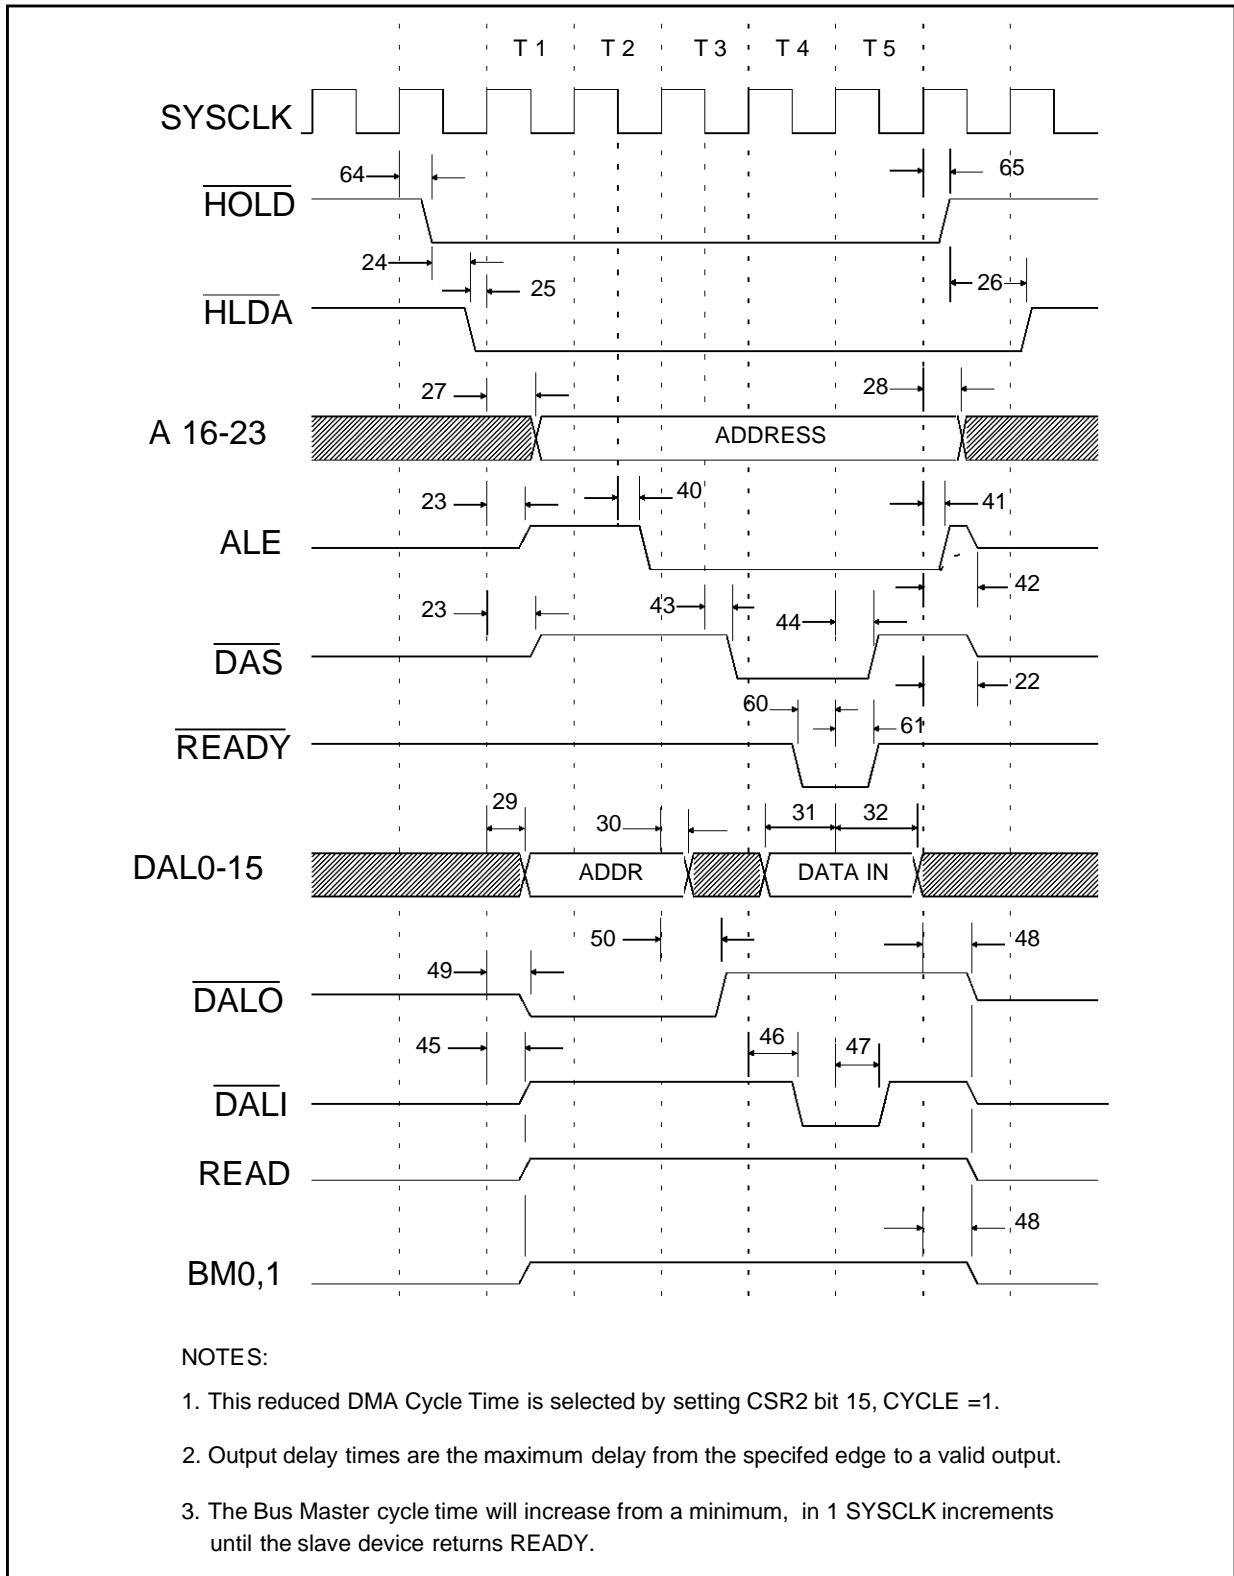 T 1 T 2 T 3 T 4 T 5
SYSCLK
64 65
HOLD
24 25 26
HLDA
27 28
A 16-23 ADDRESS
23 40 41
ALE
42
23 43 44
DAS
22
60 61
READY
29 30 31 32
DAL0-15 ADDR DATA IN
50 48
49
DALO
45 46 47
DALI
READ
48
BM0,1
NOTES:
1. This reduced DMA Cycle Time is selected by setting CSR2 bit 15, CYCLE =1.
2. Output delay times are the maximum delay from the specifed edge to a valid output.
3. The Bus Master cycle time will increase from a minimum, in 1 SYSCLK increments
until the slave device returns READY.